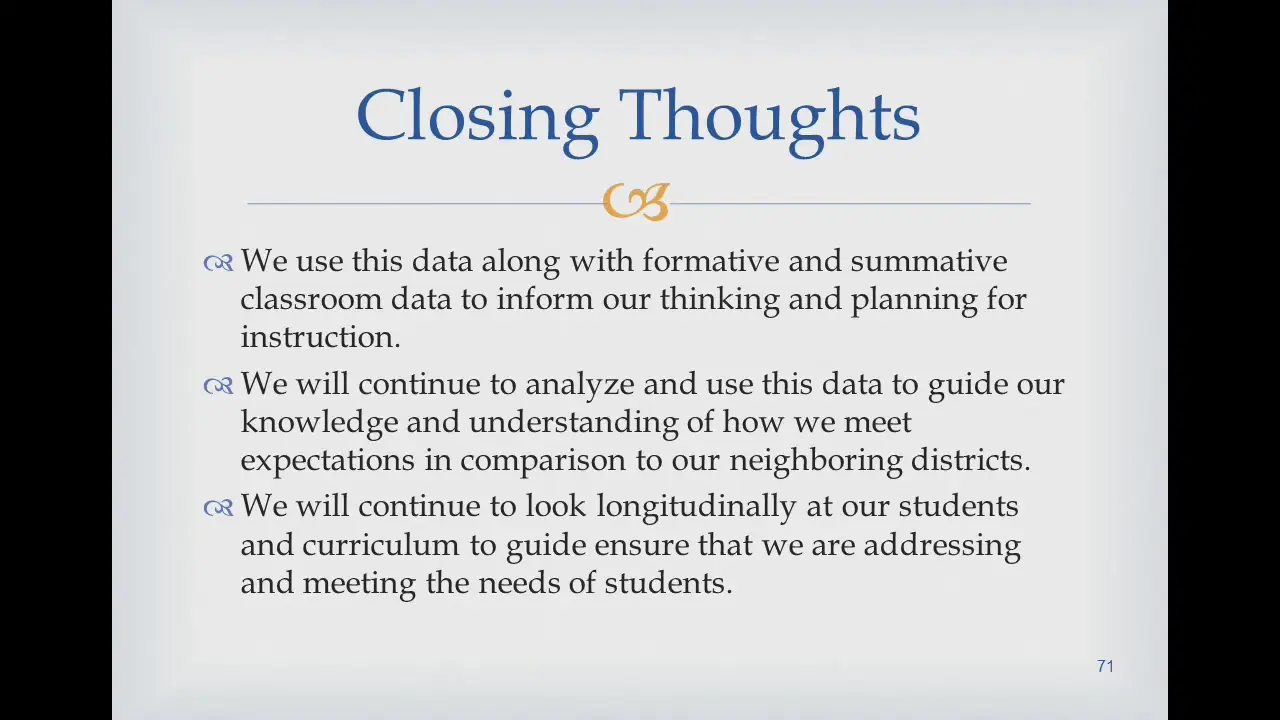 Closing Thoughts
We use this data along with formative and summative
classroom data to inform our thinking and planning for
instruction.
We will continue to analyze and use this data to guide our
knowledge and understanding of how we meet
expectations in comparison to our neighboring districts.
We will continue to look longitudinally at our students
and curriculum to guide ensure that we are addressing
and meeting the needs of students.
71